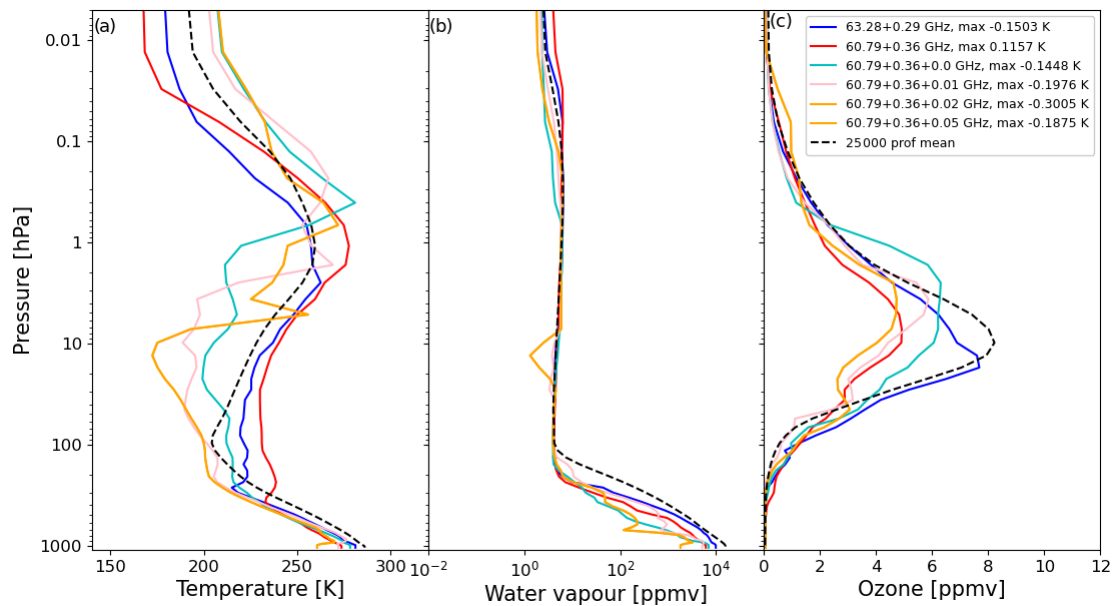 (a)
(b)
(c)
63.28+0.29 GHz, max -0.1503 K
60.79+0.36 GHz, max 0.1157 K
60.79+0.36+0.0 GHz, max -0.1448 K
60.79+0.36+0.01 GHz, max -0.1976 K
60.79+0.36+0.02 GHz, max -0.3005 K
60.79+0.36+0.05 GHz, max -0.1875 K
25000 prof mean
Pressure [hPa]
0.01
0.1
1
10
100
1000
150 200 250 300
Temperature [K]
10⁻² 10⁰ 10² 10⁴
Water vapour [ppmv]
0 2 4 6 8 10 12
Ozone [ppmv]